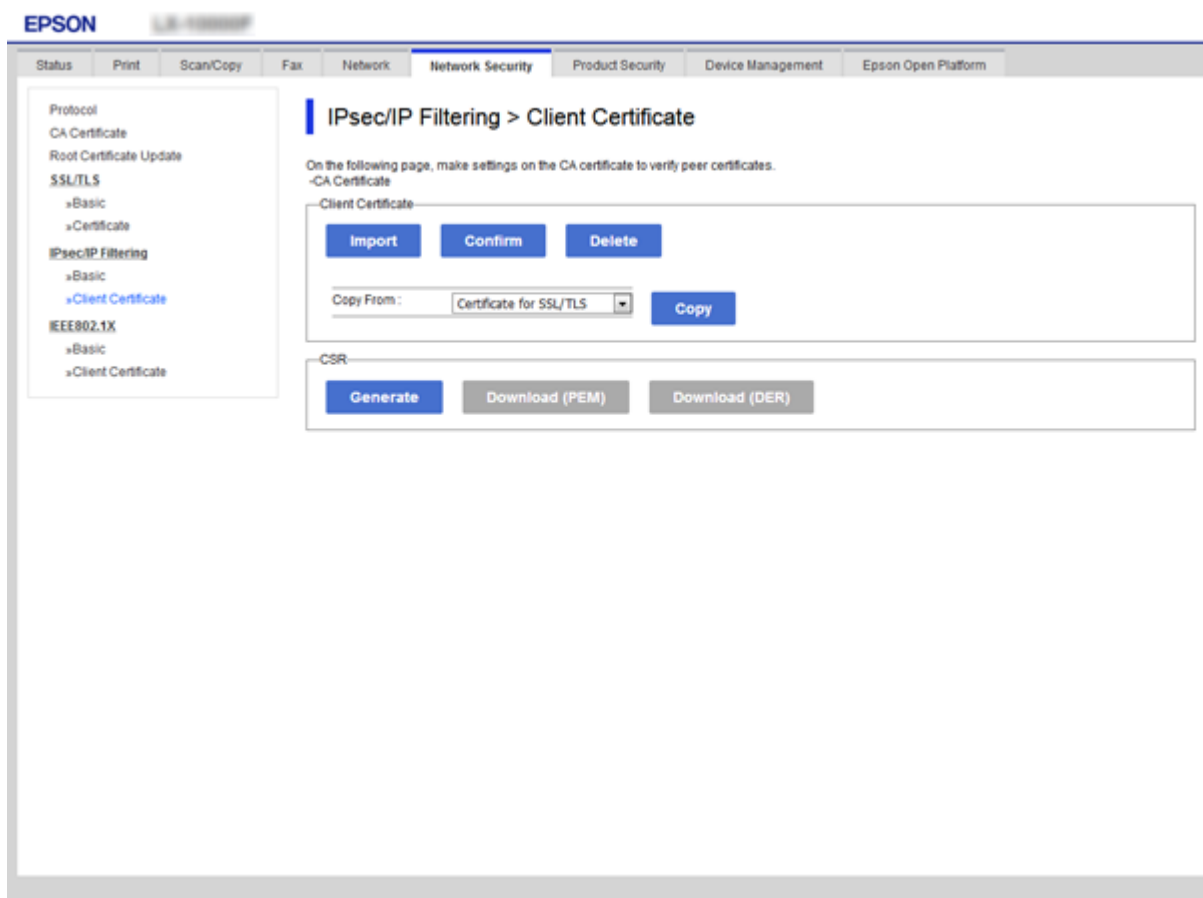 EPSON
Status Print Scan/Copy Fax Network Network Security Product Security Device Management Epson Open Platform
Protocol
CA Certificate
Root Certificate Update
SSL/TLS
»Basic
»Certificate
IPsec/IP Filtering
»Basic
»Client Certificate
IEEE802.1X
»Basic
»Client Certificate
IPsec/IP Filtering > Client Certificate
On the following page, make settings on the CA certificate to verify peer certificates.
-CA Certificate
Client Certificate
Import Confirm Delete
Copy From : Certificate for SSL/TLS Copy
CSR
Generate Download (PEM) Download (DER)